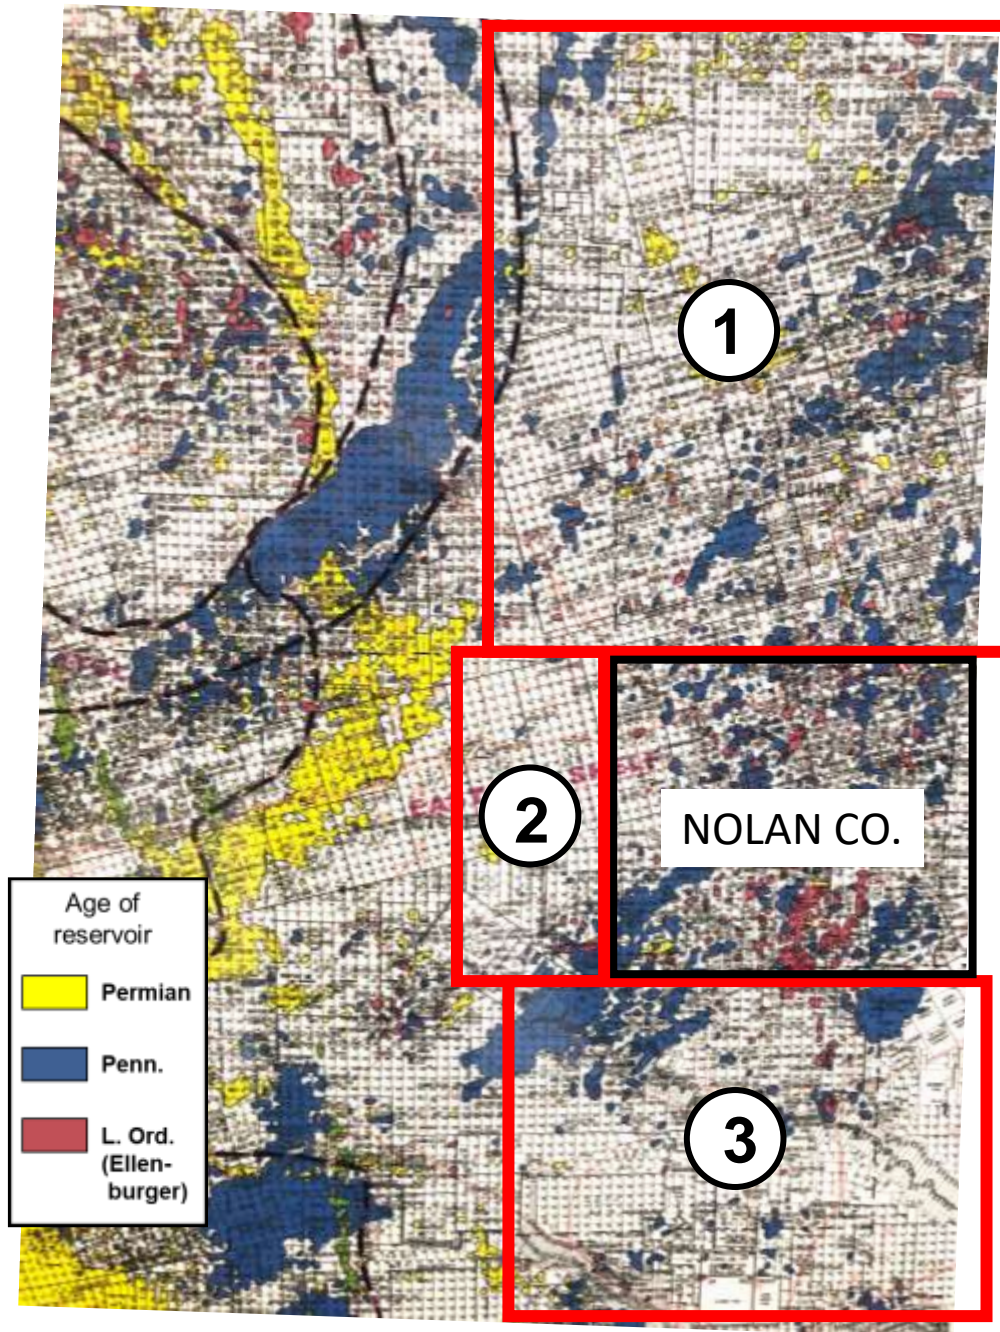 1
2
NOLAN CO.
Age of
reservoir
Permian
Penn.
L. Ord.
(Ellen-
burger)
3